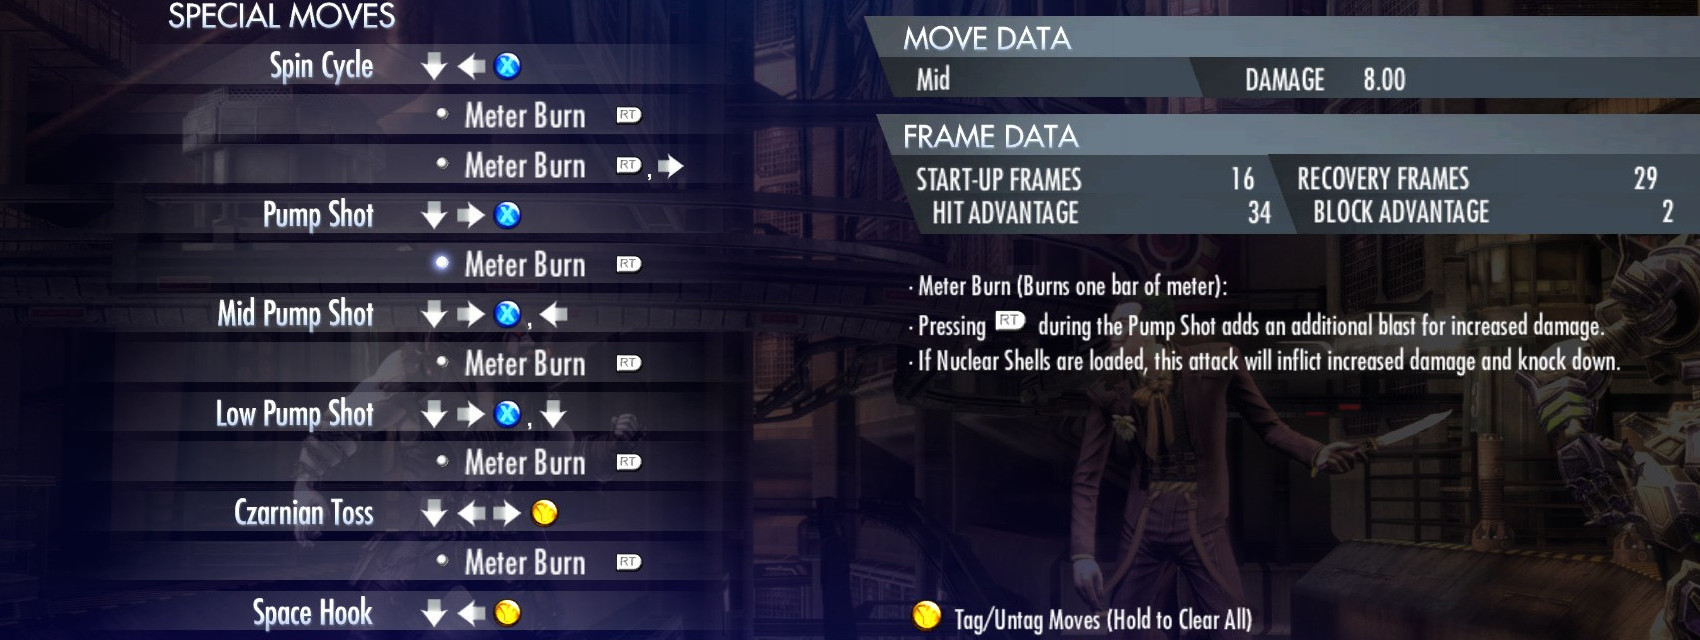 SPECIAL MOVES
Spin Cycle X
Meter Burn RT
Meter Burn RT ,
Pump Shot X
Meter Burn RT
Mid Pump Shot X ,
Meter Burn RT
Low Pump Shot X ,
Meter Burn RT
Czarnian Toss Y
Meter Burn RT
Space Hook Y
MOVE DATA
Mid DAMAGE 8.00
FRAME DATA
START-UP FRAMES 16 RECOVERY FRAMES 29
HIT ADVANTAGE 34 BLOCK ADVANTAGE 2
· Meter Burn (Burns one bar of meter):
· Pressing RT during the Pump Shot adds an additional blast for increased damage.
· If Nuclear Shells are loaded, this attack will inflict increased damage and knock down.
Y Tag/Untag Moves (Hold to Clear All)